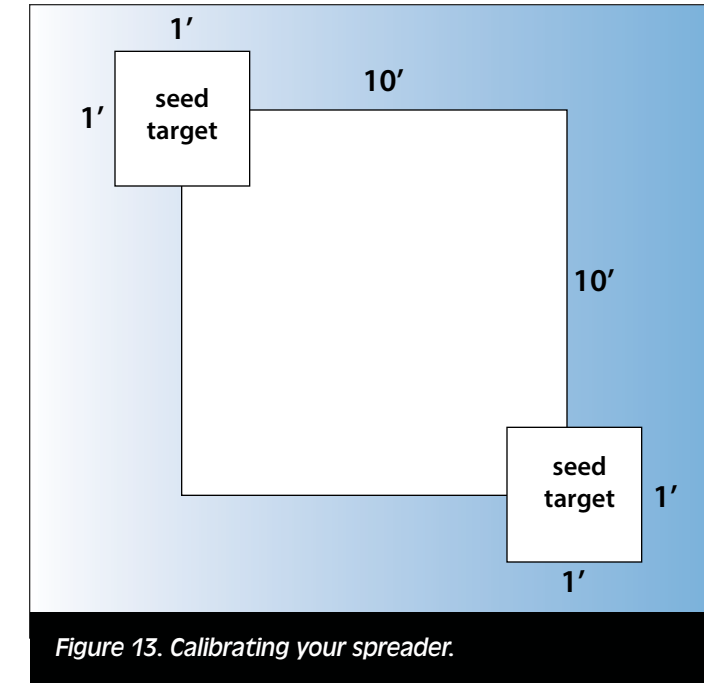 1’
10’
1’
seed
target
10’
seed
target
1’
1’
Figure 13. Calibrating your spreader.